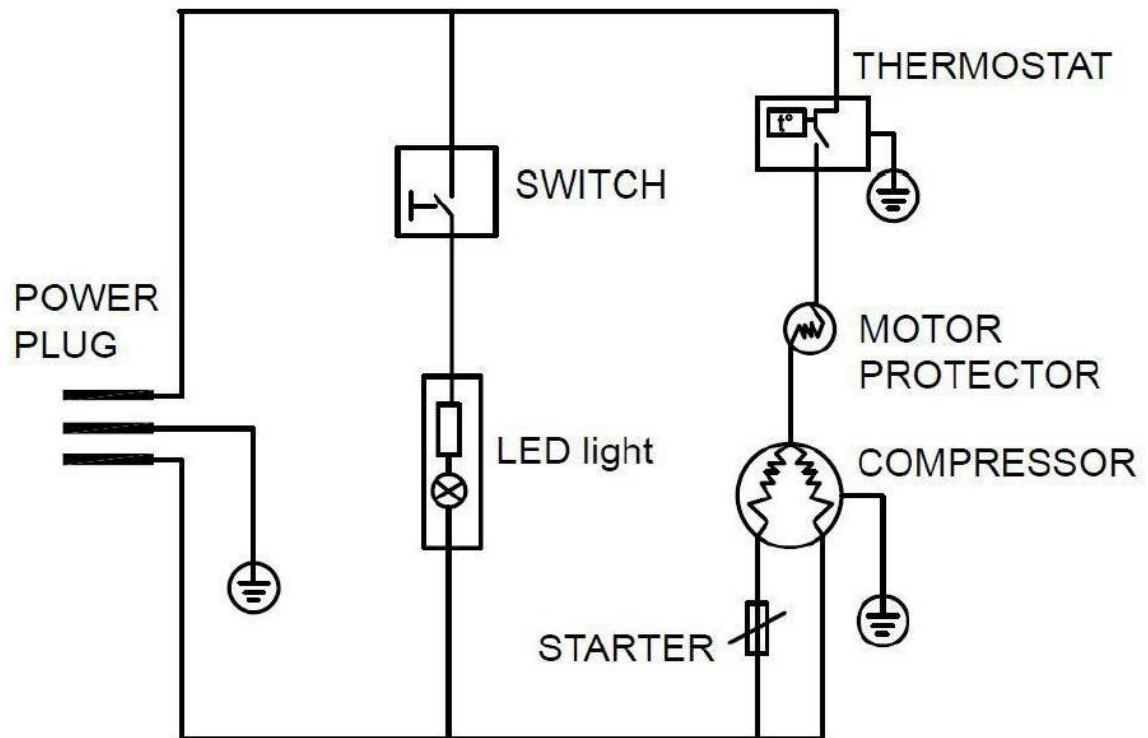 THERMOSTAT
t°
SWITCH
POWER
PLUG
MOTOR
PROTECTOR
LED light
COMPRESSOR
STARTER